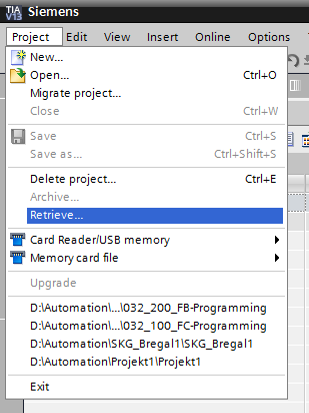 TIA
V13
Siemens
Project Edit View Insert Online Options
New...
Open... Ctrl+O
Migrate project...
Close Ctrl+W
Save Ctrl+S
Save as... Ctrl+Shift+S
Delete project... Ctrl+E
Archive...
Retrieve...
Card Reader/USB memory
Memory card file
Upgrade
D:\Automation\...\032_200_FB-Programming
D:\Automation\...\032_100_FC-Programming
D:\Automation\SKG_Bregal1\SKG_Bregal1
D:\Automation\Projekt1\Projekt1
Exit